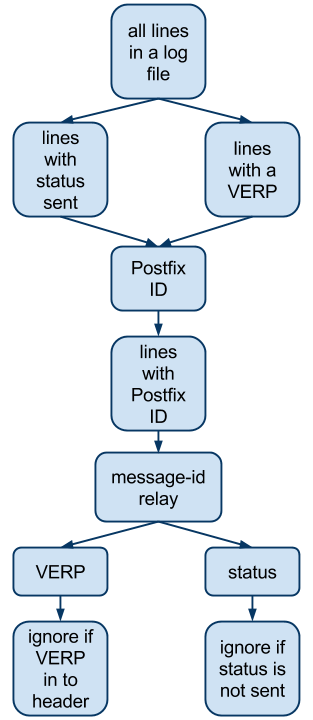 all lines
in a log
file
lines
with
status
sent
lines
with a
VERP
Postfix
ID
lines
with
Postfix
ID
message-id
relay
VERP
status
ignore if
VERP
in to
header
ignore if
status is
not sent